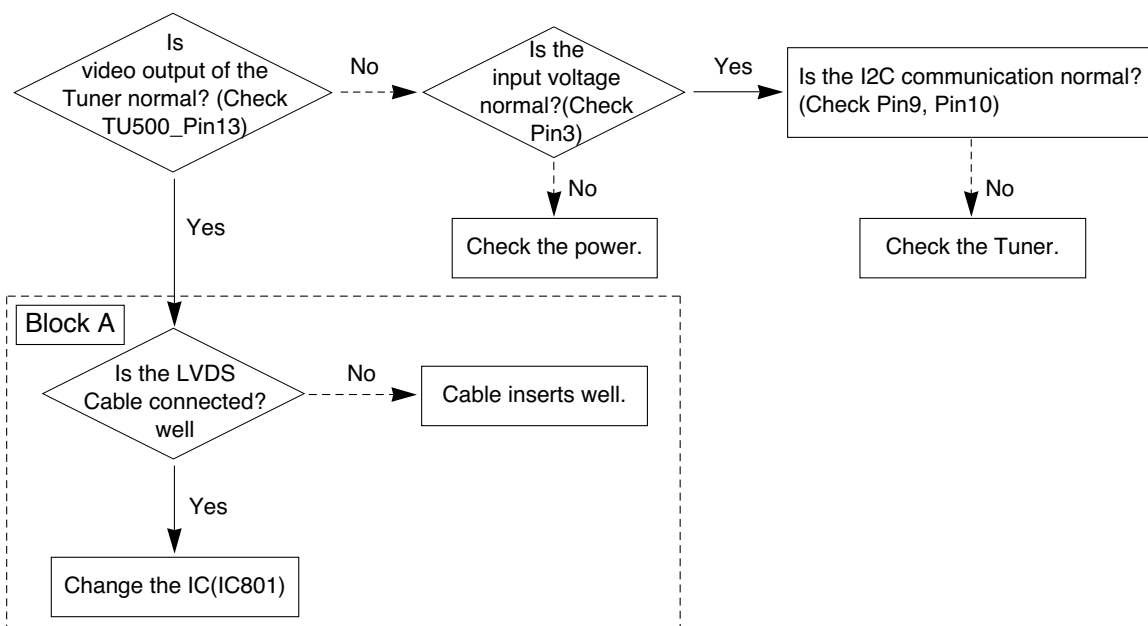 Is
video output of the
Tuner normal? (Check
TU500_Pin13)
No
Is the
input voltage
normal?(Check
Pin3)
Yes
Is the I2C communication normal?
(Check Pin9, Pin10)
Yes
No
Check the power.
No
Check the Tuner.
Block A
Is the LVDS
Cable connected?
well
No
Cable inserts well.
Yes
Change the IC(IC801)